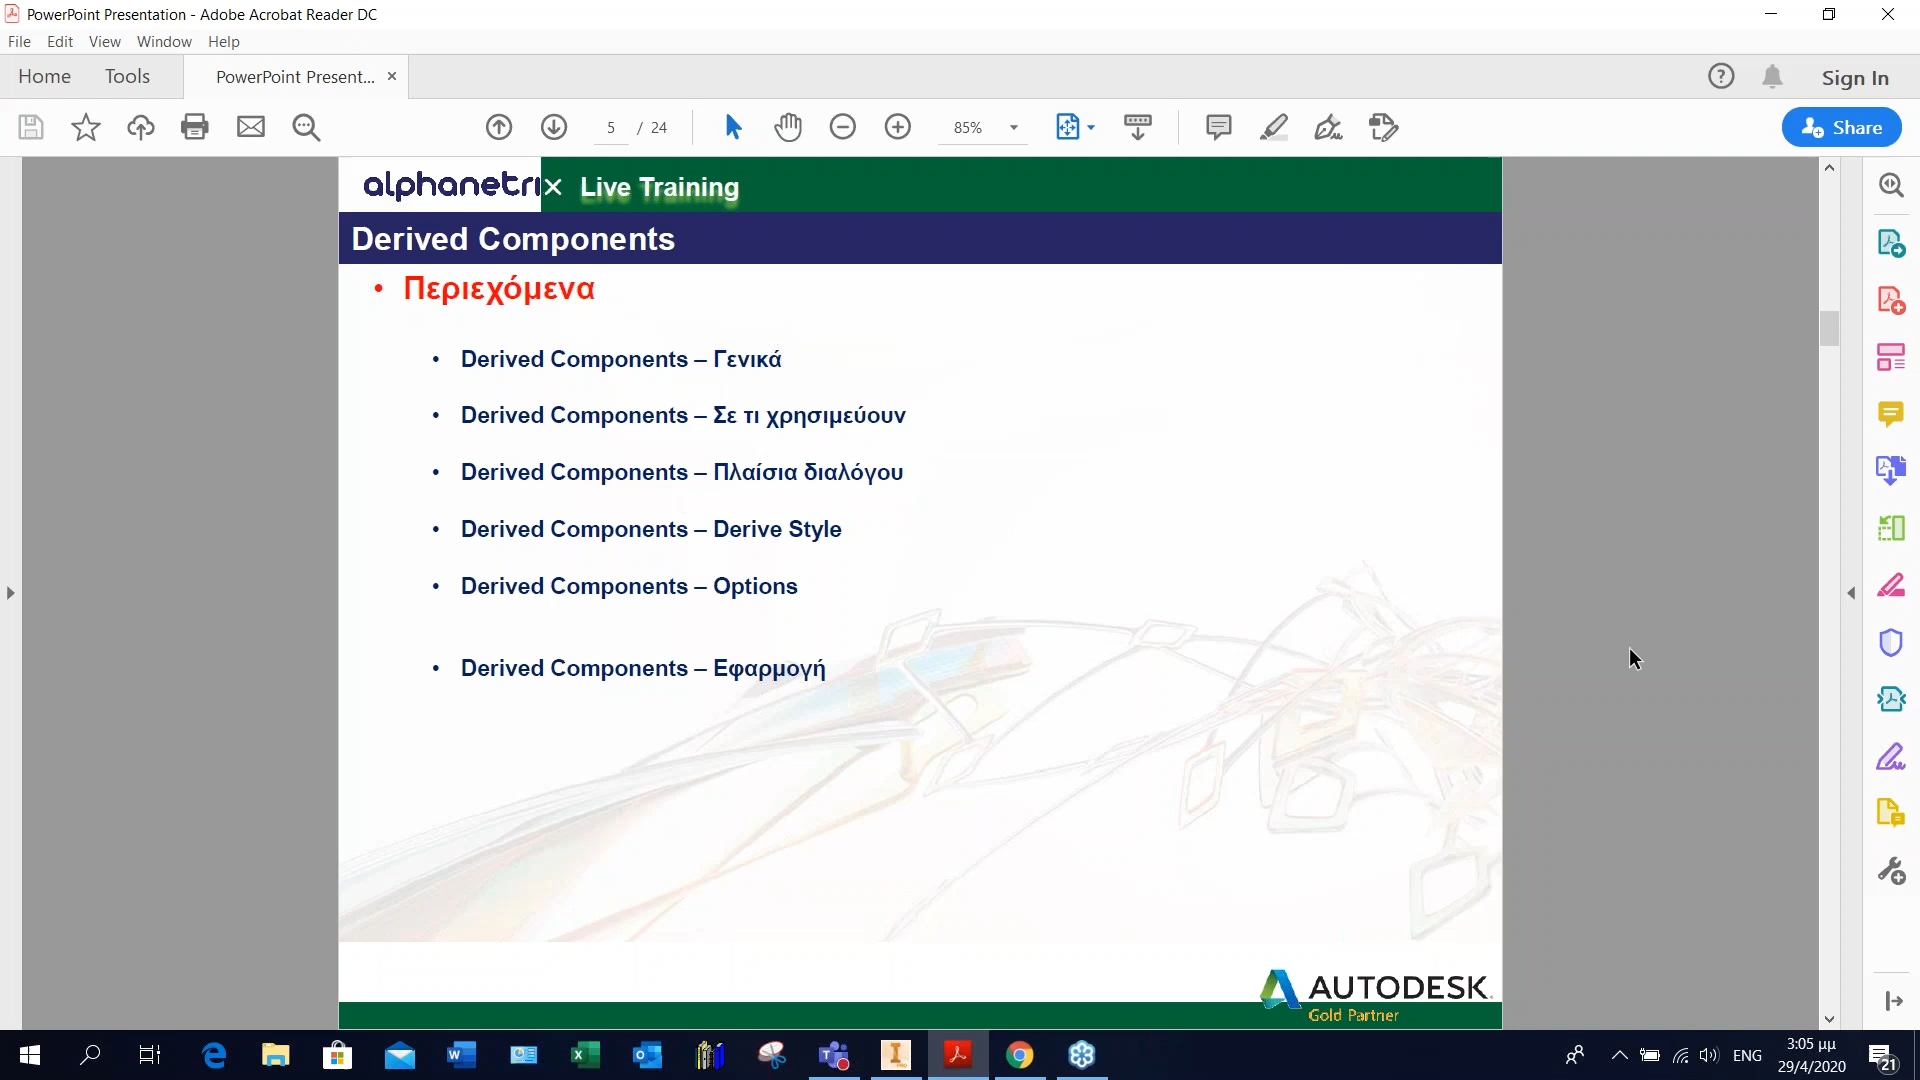 PowerPoint Presentation - Adobe Acrobat Reader DC
File Edit View Window Help
Home Tools PowerPoint Present... Sign In
5 / 24 85% Share
alphanetrix Live Training
Derived Components
• Περιεχόμενα
• Derived Components – Γενικά
• Derived Components – Σε τι χρησιμεύουν
• Derived Components – Πλαίσια διαλόγου
• Derived Components – Derive Style
• Derived Components – Options
• Derived Components – Εφαρμογή
AUTODESK.
Gold Partner
ENG
3:05 μμ
29/4/2020
21